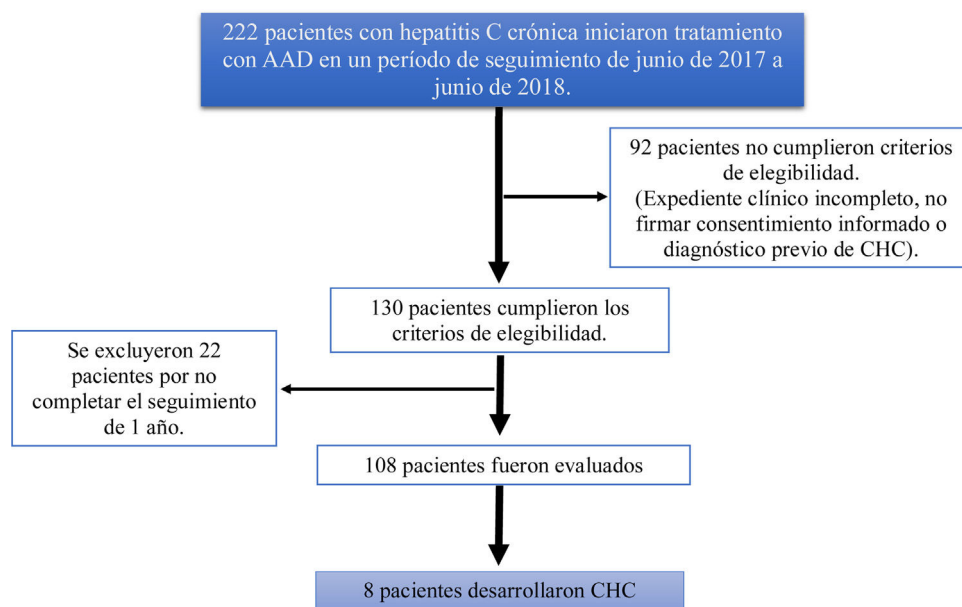 222 pacientes con hepatitis C crónica iniciaron tratamiento
con AAD en un período de seguimiento de junio de 2017 a
junio de 2018.
92 pacientes no cumplieron criterios
de elegibilidad.
(Expediente clínico incompleto, no
firmar consentimiento informado o
diagnóstico previo de CHC).
130 pacientes cumplieron los
criterios de elegibilidad.
Se excluyeron 22
pacientes por no
completar el seguimiento
de 1 año.
108 pacientes fueron evaluados
8 pacientes desarrollaron CHC